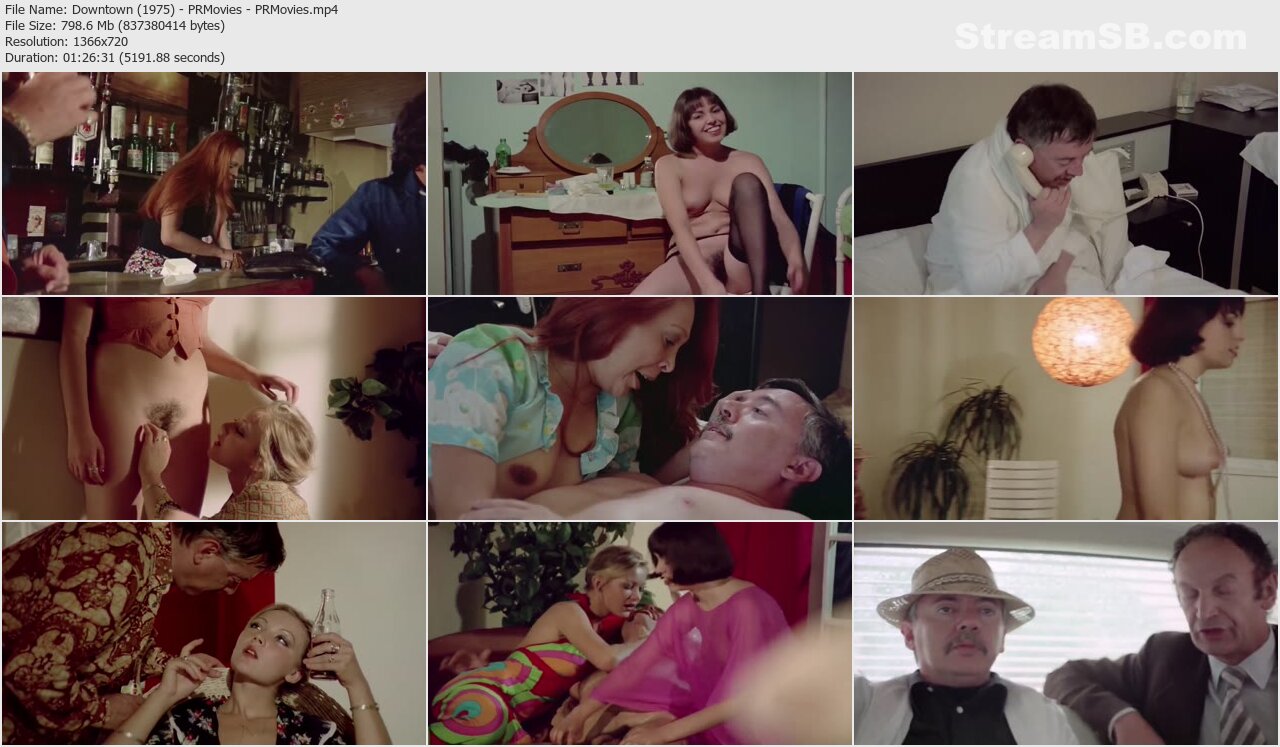 File Name: Downtown (1975) - PRMovies - PRMovies.mp4
File Size: 798.6 Mb (837380414 bytes)
Resolution: 1366x720
Duration: 01:26:31 (5191.88 seconds)
StreamSB.com